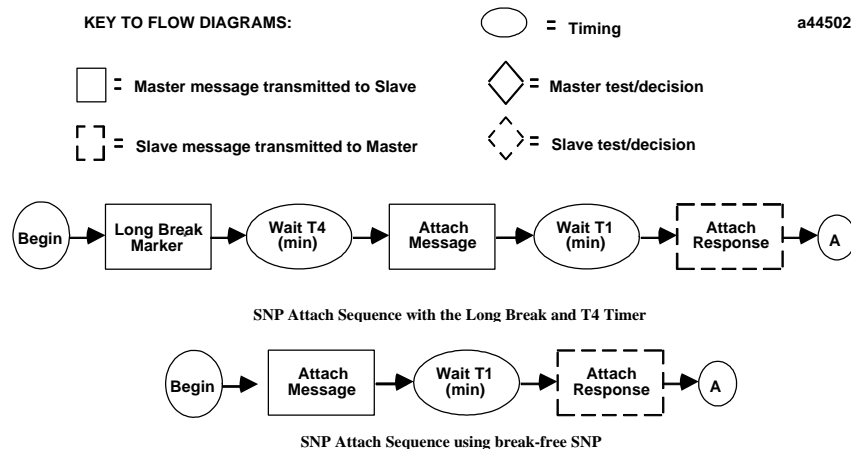 KEY TO FLOW DIAGRAMS:
= Timing
a44502
= Master message transmitted to Slave
= Master test/decision
= Slave message transmitted to Master
= Slave test/decision
Begin
Long Break
Marker
Wait T4
(min)
Attach
Message
Wait T1
(min)
Attach
Response
A
SNP Attach Sequence with the Long Break and T4 Timer
Begin
Attach
Message
Wait T1
(min)
Attach
Response
A
SNP Attach Sequence using break-free SNP